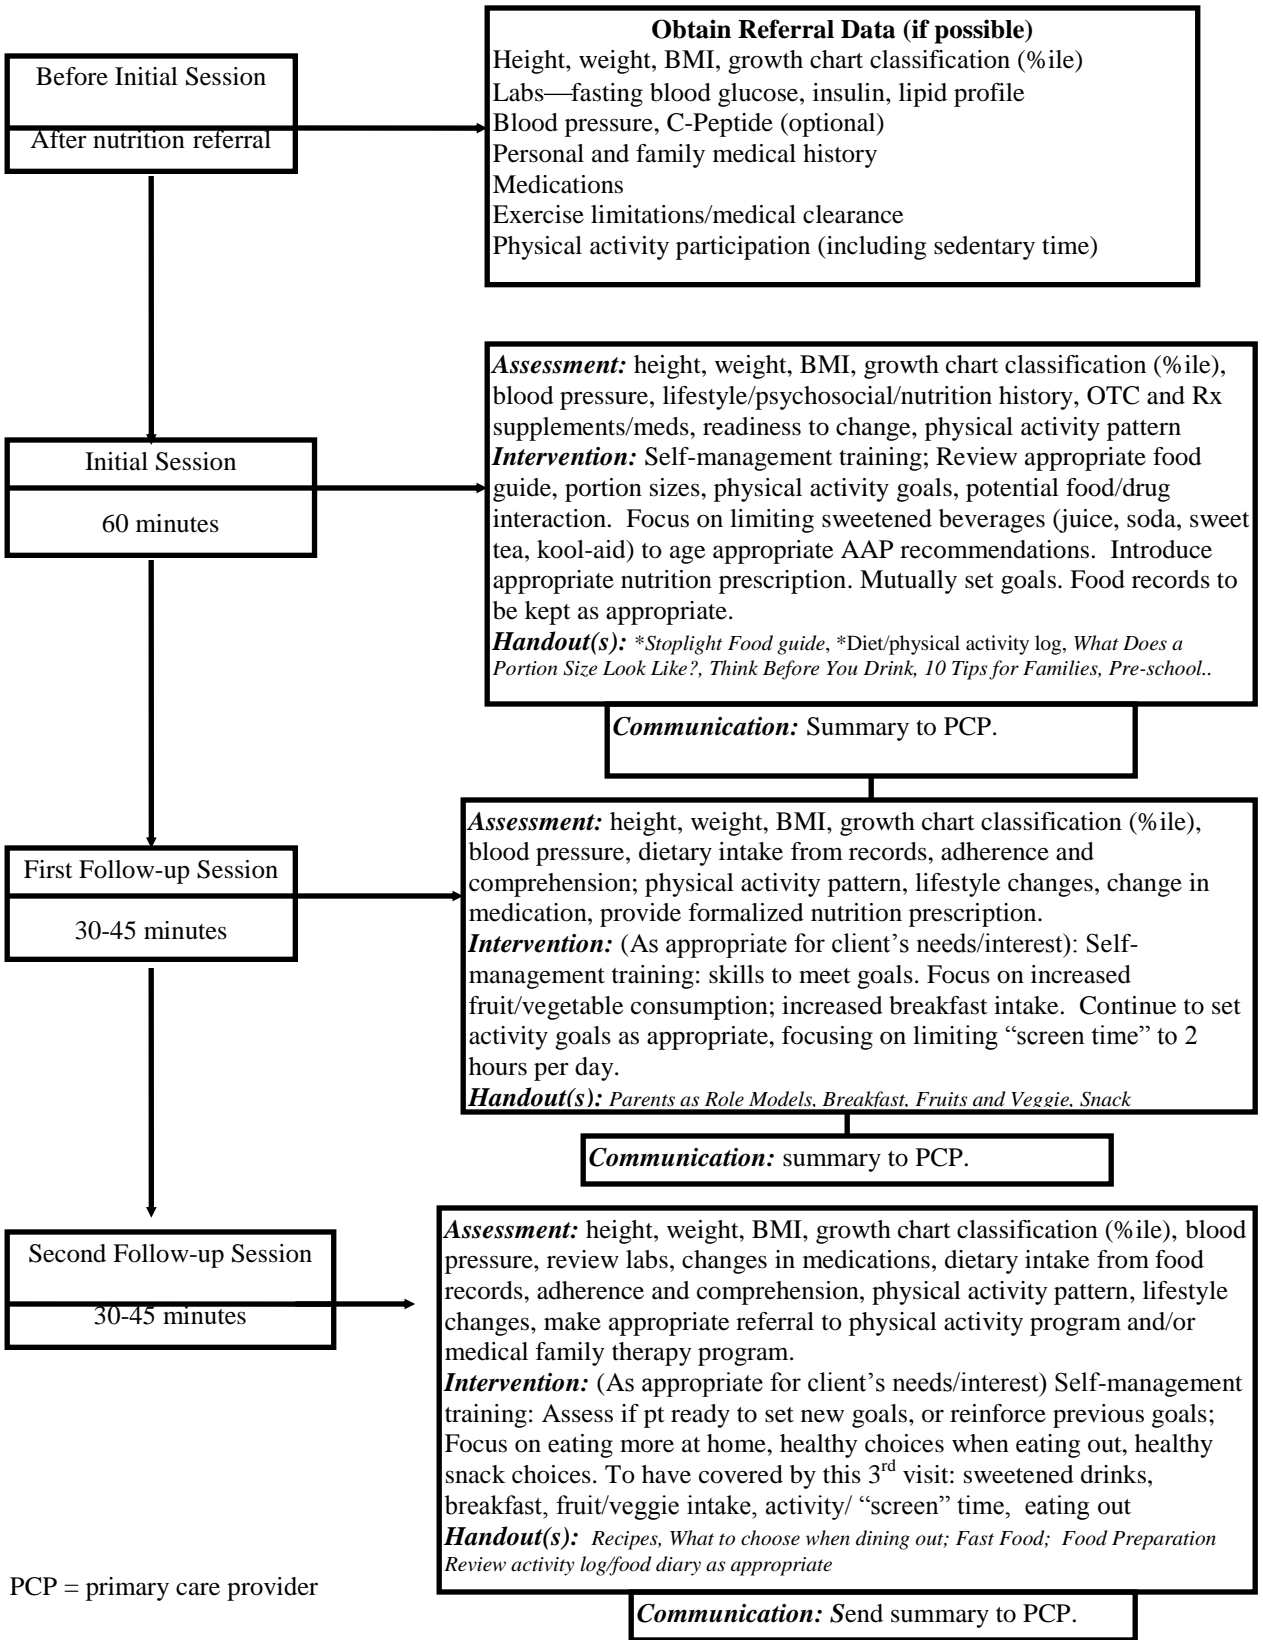 Before Initial Session
After nutrition referral
Obtain Referral Data (if possible)
Height, weight, BMI, growth chart classification (%ile)
Labs—fasting blood glucose, insulin, lipid profile
Blood pressure, C-Peptide (optional)
Personal and family medical history
Medications
Exercise limitations/medical clearance
Physical activity participation (including sedentary time)
Initial Session
60 minutes
Assessment: height, weight, BMI, growth chart classification (%ile),
blood pressure, lifestyle/psychosocial/nutrition history, OTC and Rx
supplements/meds, readiness to change, physical activity pattern
Intervention: Self-management training; Review appropriate food
guide, portion sizes, physical activity goals, potential food/drug
interaction.  Focus on limiting sweetened beverages (juice, soda, sweet
tea, kool-aid) to age appropriate AAP recommendations.  Introduce
appropriate nutrition prescription. Mutually set goals. Food records to
be kept as appropriate.
Handout(s): *Stoplight Food guide, *Diet/physical activity log, What Does a
Portion Size Look Like?, Think Before You Drink, 10 Tips for Families, Pre-school..
Communication: Summary to PCP.
First Follow-up Session
30-45 minutes
Assessment: height, weight, BMI, growth chart classification (%ile),
blood pressure, dietary intake from records, adherence and
comprehension; physical activity pattern, lifestyle changes, change in
medication, provide formalized nutrition prescription.
Intervention: (As appropriate for client's needs/interest): Self-
management training: skills to meet goals. Focus on increased
fruit/vegetable consumption; increased breakfast intake.  Continue to set
activity goals as appropriate, focusing on limiting “screen time” to 2
hours per day.
Handout(s): Parents as Role Models, Breakfast, Fruits and Veggie, Snack
Communication: summary to PCP.
Second Follow-up Session
30-45 minutes
Assessment: height, weight, BMI, growth chart classification (%ile), blood
pressure, review labs, changes in medications, dietary intake from food
records, adherence and comprehension, physical activity pattern, lifestyle
changes, make appropriate referral to physical activity program and/or
medical family therapy program.
Intervention: (As appropriate for client's needs/interest) Self-management
training: Assess if pt ready to set new goals, or reinforce previous goals;
Focus on eating more at home, healthy choices when eating out, healthy
snack choices. To have covered by this 3rd visit: sweetened drinks,
breakfast, fruit/veggie intake, activity/ “screen” time,  eating out
Handout(s):  Recipes, What to choose when dining out; Fast Food;  Food Preparation
Review activity log/food diary as appropriate
Communication: Send summary to PCP.
PCP = primary care provider